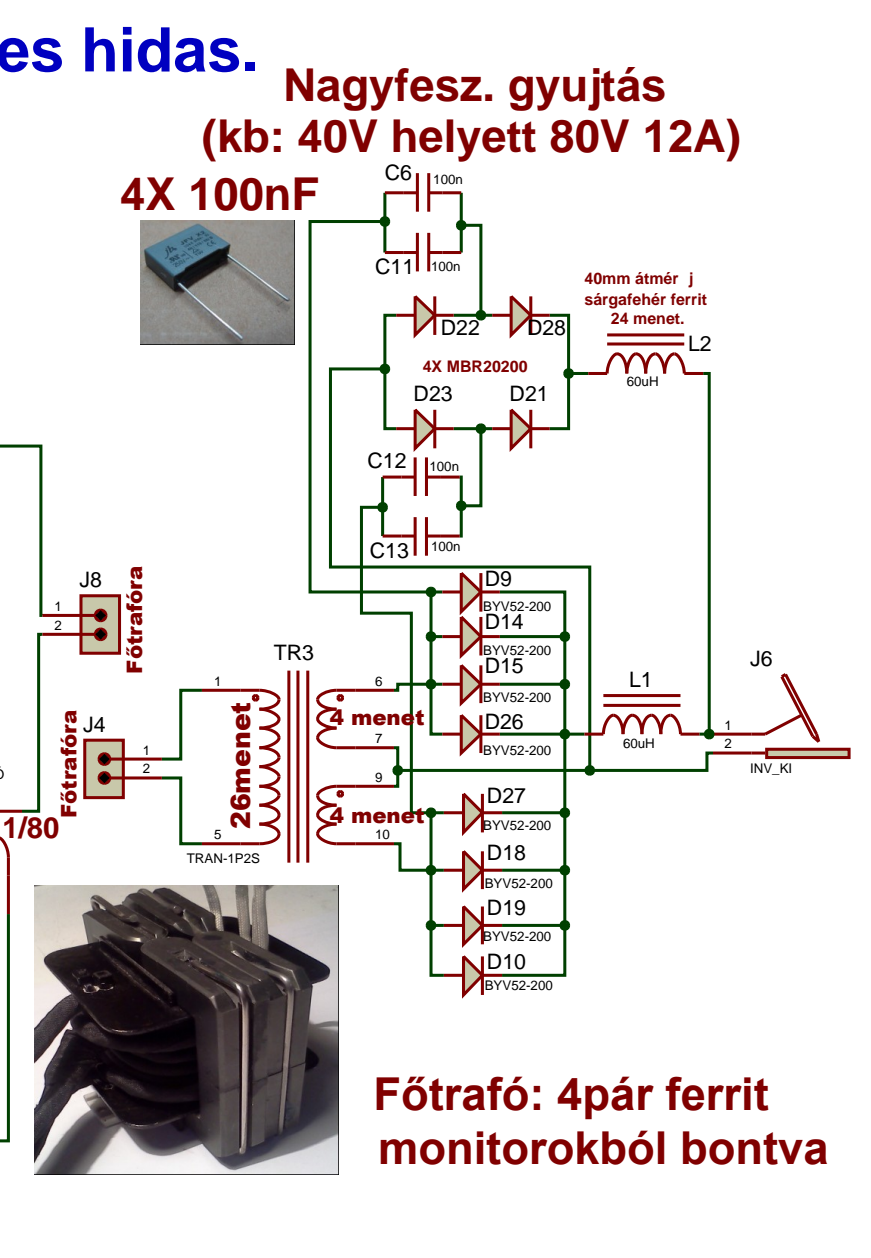 es hidas.
Nagyfesz. gyujtás
(kb: 40V helyett 80V 12A)
4X 100nF
C6
100n
C11
100n
40mm átmér j
sárgafehér ferrit
24 menet.
L2
60uH
D22
D28
4X MBR20200
D23
D21
C12
100n
C13
100n
J8
1
2
Főtrafóra
D9
BYV52-200
D14
BYV52-200
D15
BYV52-200
D26
BYV52-200
TR3
1
5
26menet
TRAN-1P2S
6
4 menet
7
9
4 menet
10
J4
1
2
Főtrafóra
1/80
L1
60uH
J6
1
2
INV_KI
D27
BYV52-200
D18
BYV52-200
D19
BYV52-200
D10
BYV52-200
Főtrafó: 4pár ferrit
monitorokból bontva